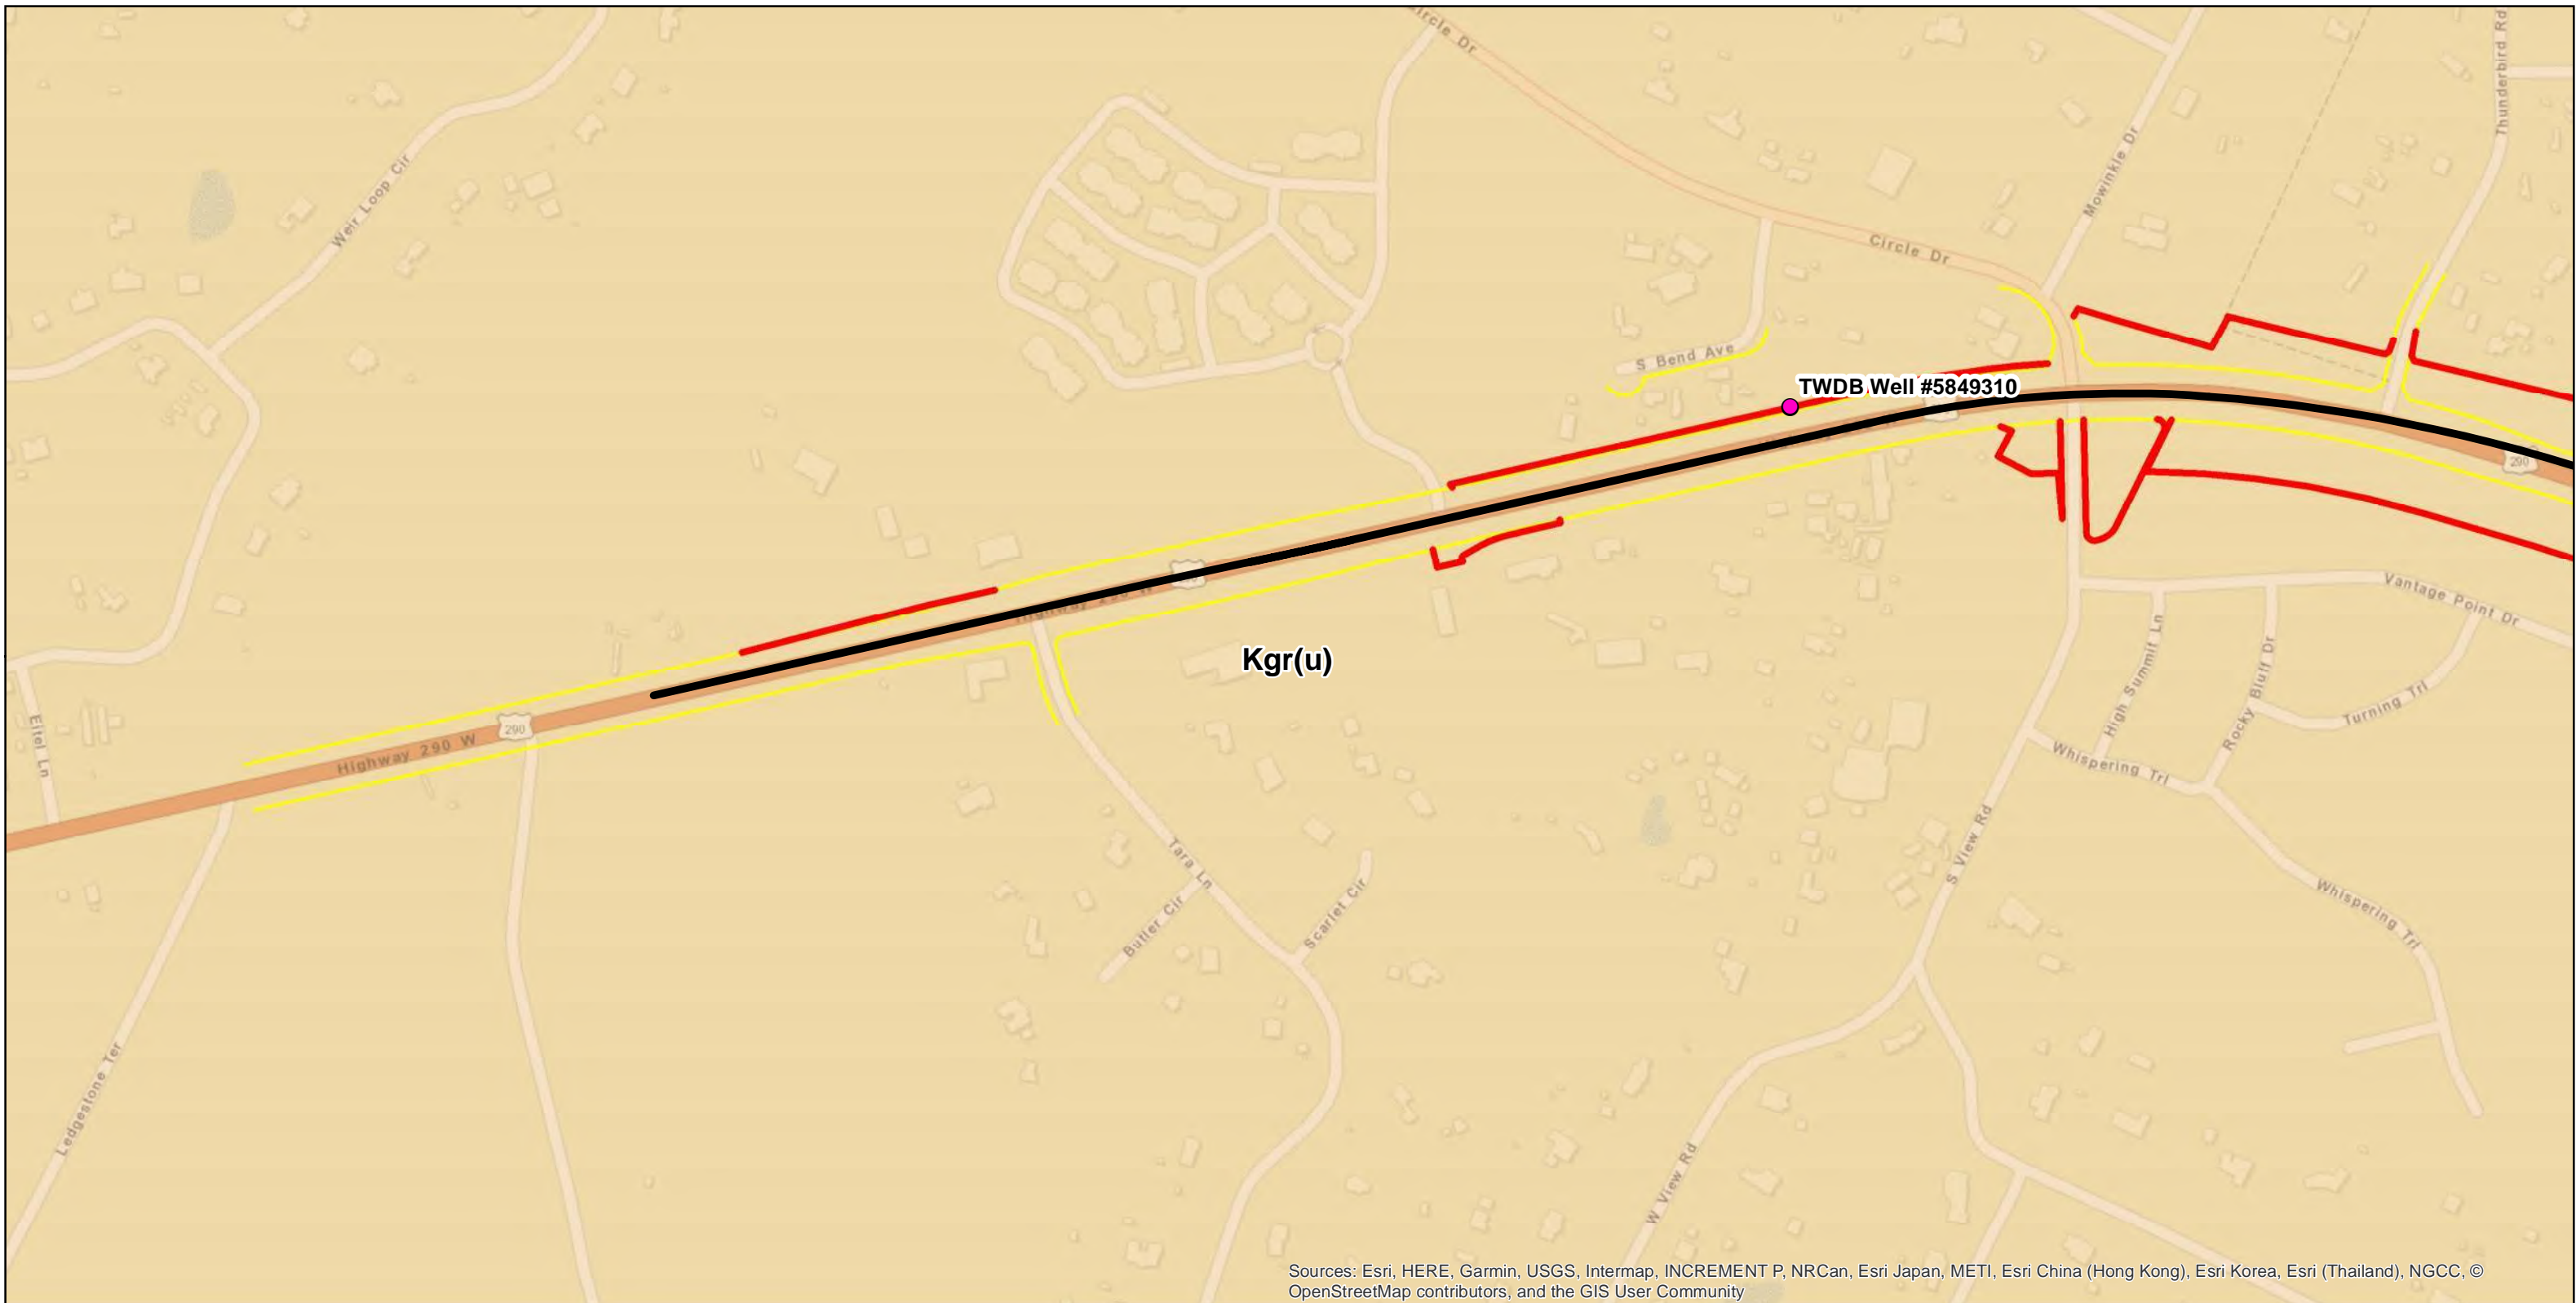 Circle Dr
Thunderbird Rd
Mowinkle Dr
Weir Loop Cir
Circle Dr
S Bend Ave
TWDB Well #5849310
290
Vantage Point Dr
High Summit Ln
Rocky Bluff Dr
Turning Trl
Whispering Trl
Kgr(u)
Eitel Ln
290
Highway 290 W
Highway 290 W
Tara Ln
Butler Cir
Scarlet Cir
S View Rd
Whispering Trl
Ledgestone Ter
W View Rd
Sources: Esri, HERE, Garmin, USGS, Intermap, INCREMENT P, NRCan, Esri Japan, METI, Esri China (Hong Kong), Esri Korea, Esri (Thailand), NGCC, ©
OpenStreetMap contributors, and the GIS User Community